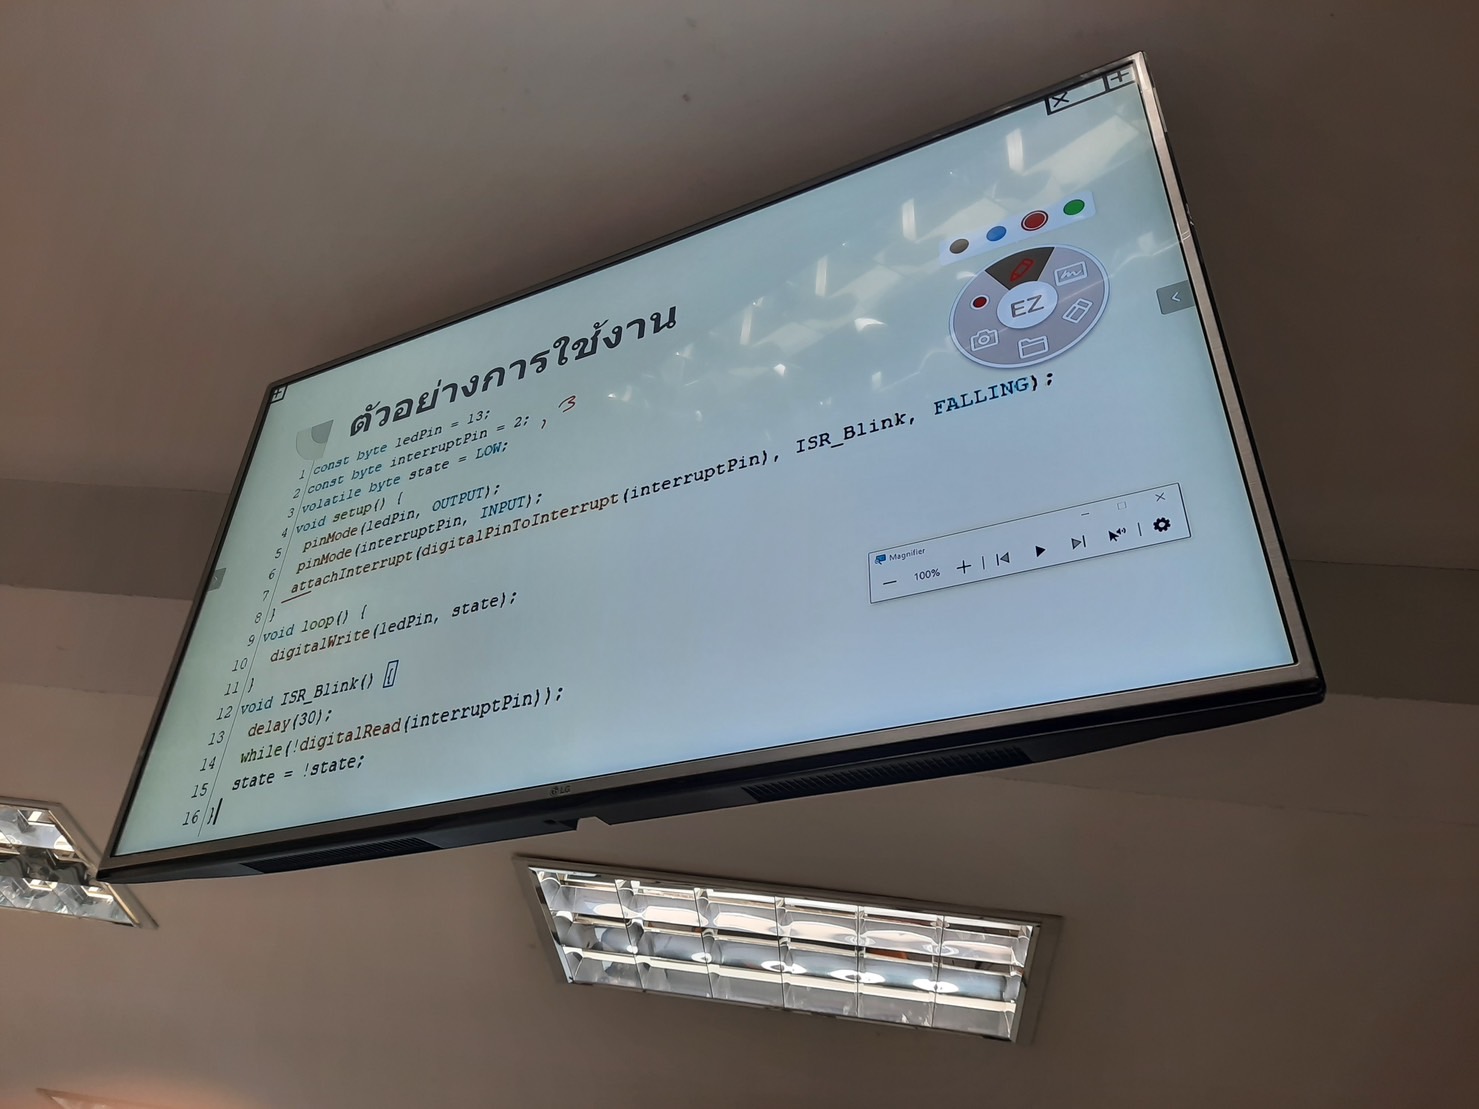 ตัวอย่างการใช้งาน
1 const byte ledPin = 13;
2 const byte interruptPin = 2; , 3
3 volatile byte state = LOW;
4 void setup() {
5 pinMode(ledPin, OUTPUT);
6 pinMode(interruptPin, INPUT);
7 attachInterrupt(digitalPinToInterrupt(interruptPin), ISR_Blink, FALLING);
8 }
9 void loop() {
10 digitalWrite(ledPin, state);
11 }
12 void ISR_Blink() {
13 delay(30);
14 while(!digitalRead(interruptPin));
15 state = !state;
16 }
EZ
Magnifier
100%
LG